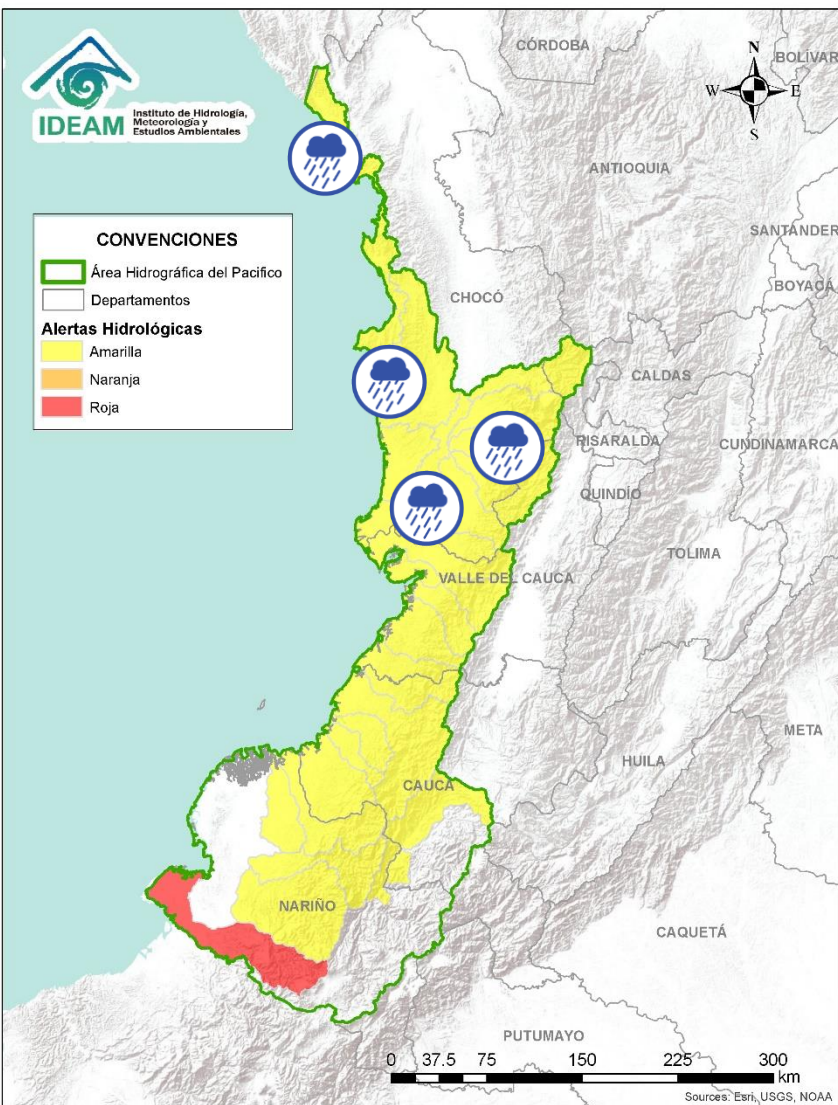 IDEAM
Instituto de Hidrología,
Meteorología y
Estudios Ambientales
CÓRDOBA
BOLÍVAR
N
W
E
S
ANTIOQUIA
SANTANDER
BOYACÁ
CONVENCIONES
Área Hidrográfica del Pacifico
Departamentos
Alertas Hidrológicas
Amarilla
Naranja
Roja
CHOCÓ
CALDAS
RISARALDA
CUNDINAMARCA
QUINDÍO
TOLIMA
VALLE DEL CAUCA
META
HUILA
CAUCA
NARIÑO
CAQUETÁ
PUTUMAYO
0 37.5 75 150 225 300
km
Sources: Esri, USGS, NOAA